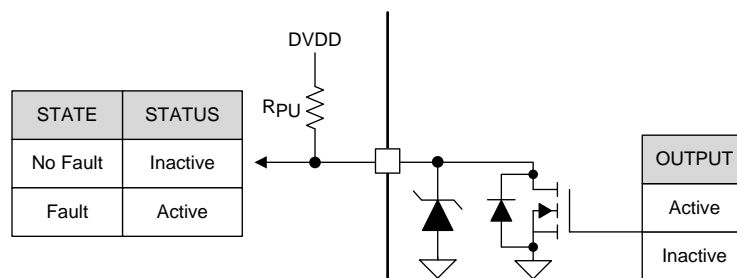 DVDD
RPU
STATE STATUS
No Fault Inactive
Fault Active
OUTPUT
Active
Inactive